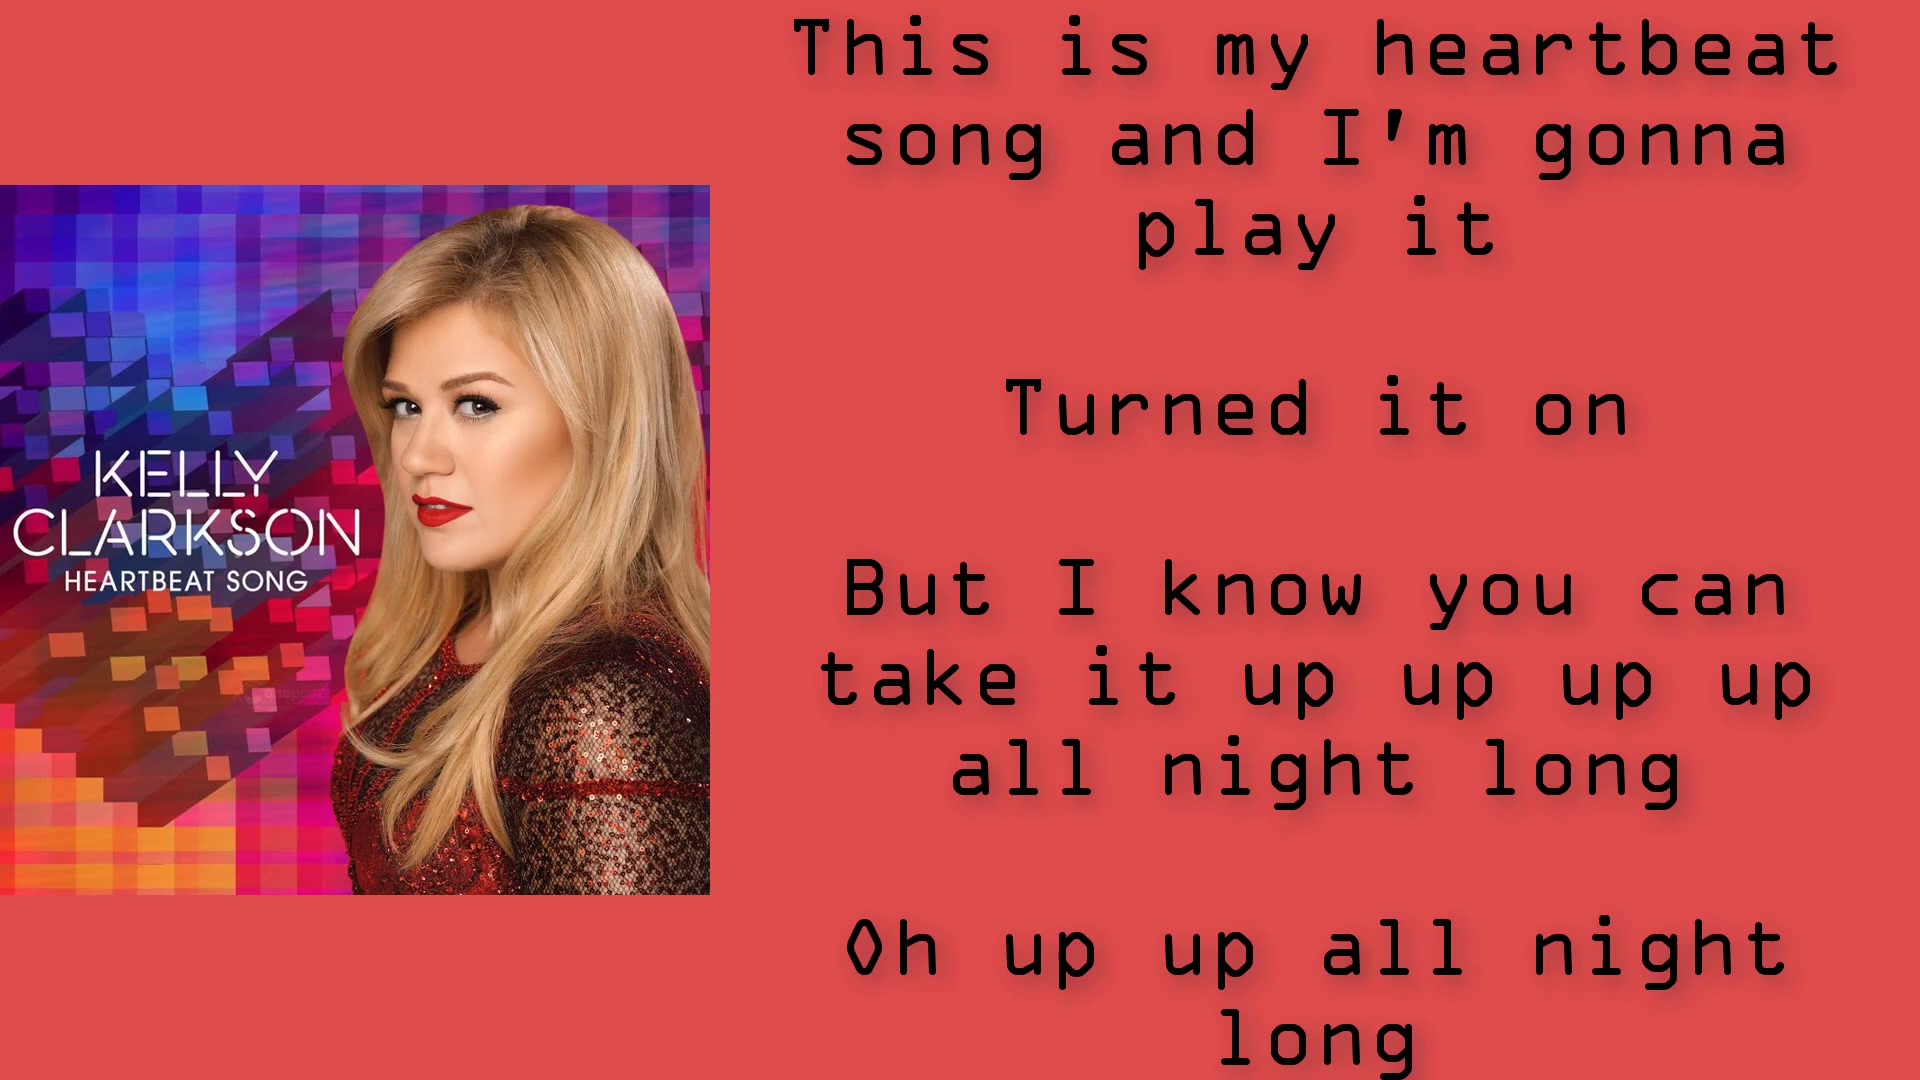 KELLY
CLARKSON
HEARTBEAT SONG
This is my heartbeat
song and I'm gonna
play it
Turned it on
But I know you can
take it up up up up
all night long
Oh up up all night
long